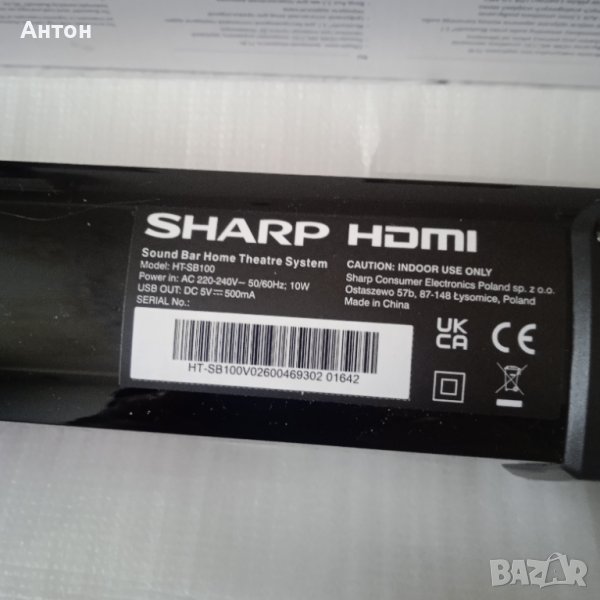 Антон
SHARP HDMI
Sound Bar Home Theatre System
Model: HT-SB100
Power in: AC 220-240V~ 50/60Hz; 10W
USB OUT: DC 5V⎓500mA
SERIAL No.:
HT-SB100V02600469302 01642
CAUTION: INDOOR USE ONLY
Sharp Consumer Electronics Poland sp. z o.o.
Ostaszewo 57b, 87-148 Łysomice, Poland
Made in China
UK
CA
CE
BAZAR